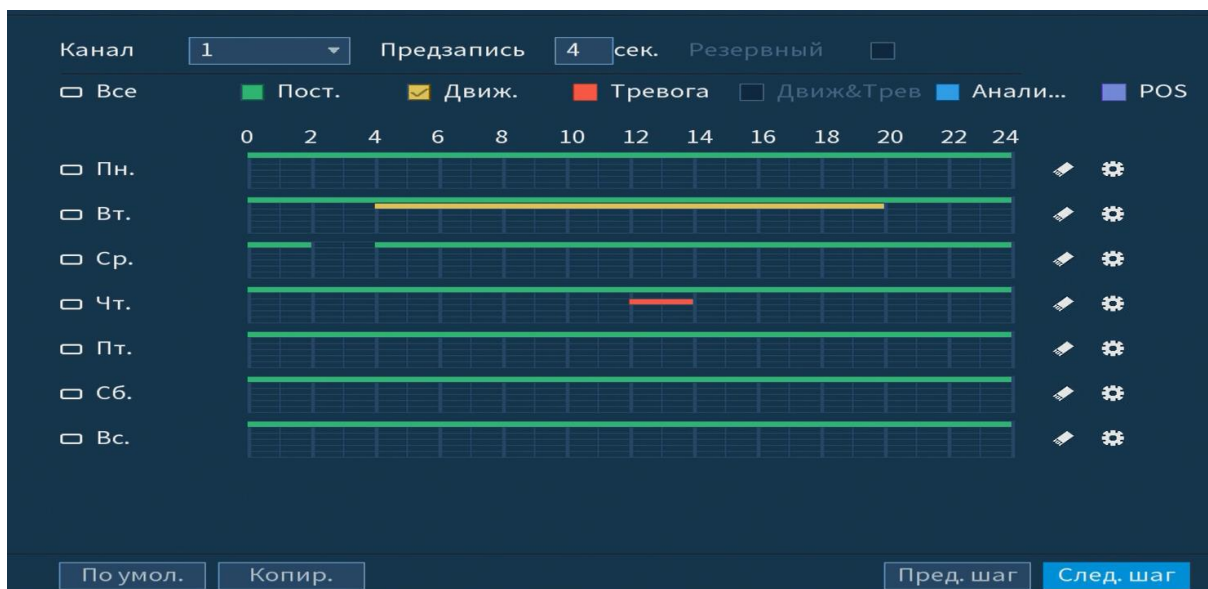 Канал 1 Предзапись 4 сек. Резервный
Все Пост. Движ. Тревога Движ&Трев Анали... POS
0 2 4 6 8 10 12 14 16 18 20 22 24
Пн.
Вт.
Ср.
Чт.
Пт.
Сб.
Вс.
По умол. Копир. Пред. шаг След. шаг